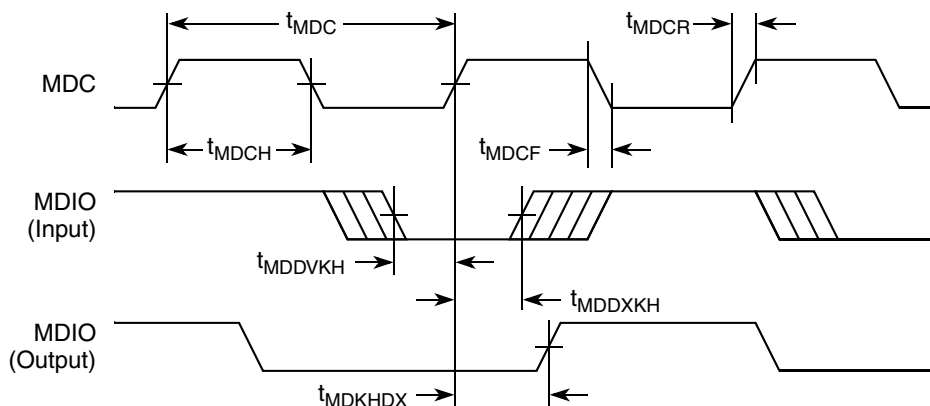 tMDC
tMDCR
MDC
tMDCH
tMDCF
MDIO
(Input)
tMDDVKH
tMDDXKH
MDIO
(Output)
tMDKHDX